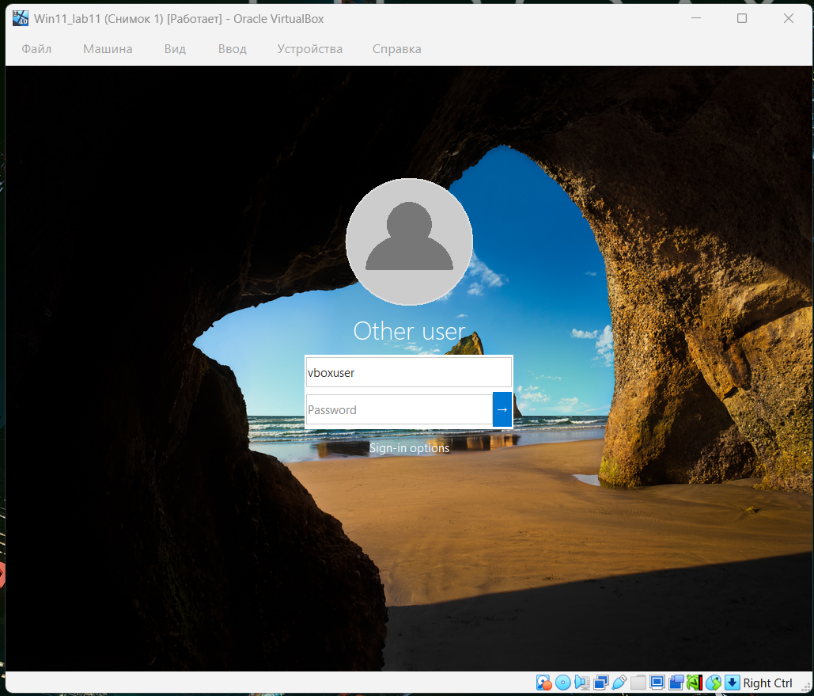 Win11_lab11 (Снимок 1) [Работает] - Oracle VirtualBox
Файл Машина Вид Ввод Устройства Справка
Other user
vboxuser
Password
Sign-in options
Right Ctrl